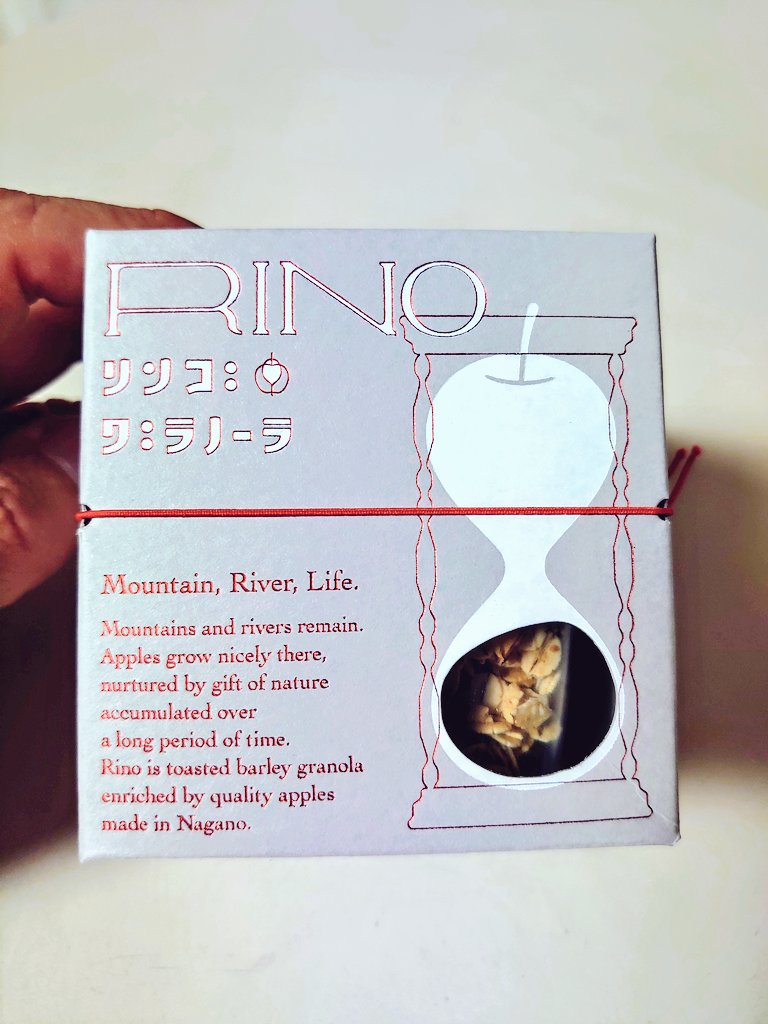 RINO
リンゴの
グラノーラ
Mountain, River, Life.
Mountains and rivers remain.
Apples grow nicely there,
nurtured by gift of nature
accumulated over
a long period of time.
Rino is toasted barley granola
enriched by quality apples
made in Nagano.